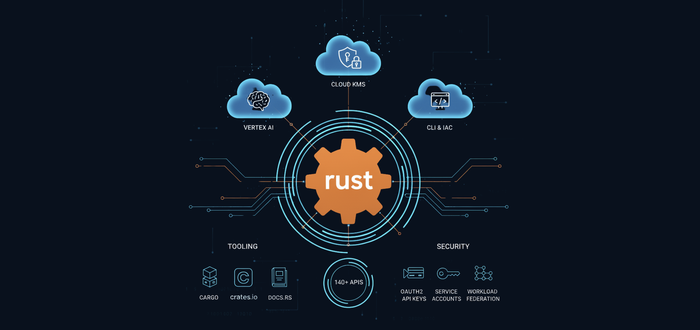 CLOUD KMS
VERTEX AI
CLI & IAC
rust
TOOLING
SECURITY
140+ APIS
CARGO
crates.io
DOCS.RS
OAUTH2
API KEYS
SERVICE
ACCOUNTS
WORKLOAD
FEDERATION